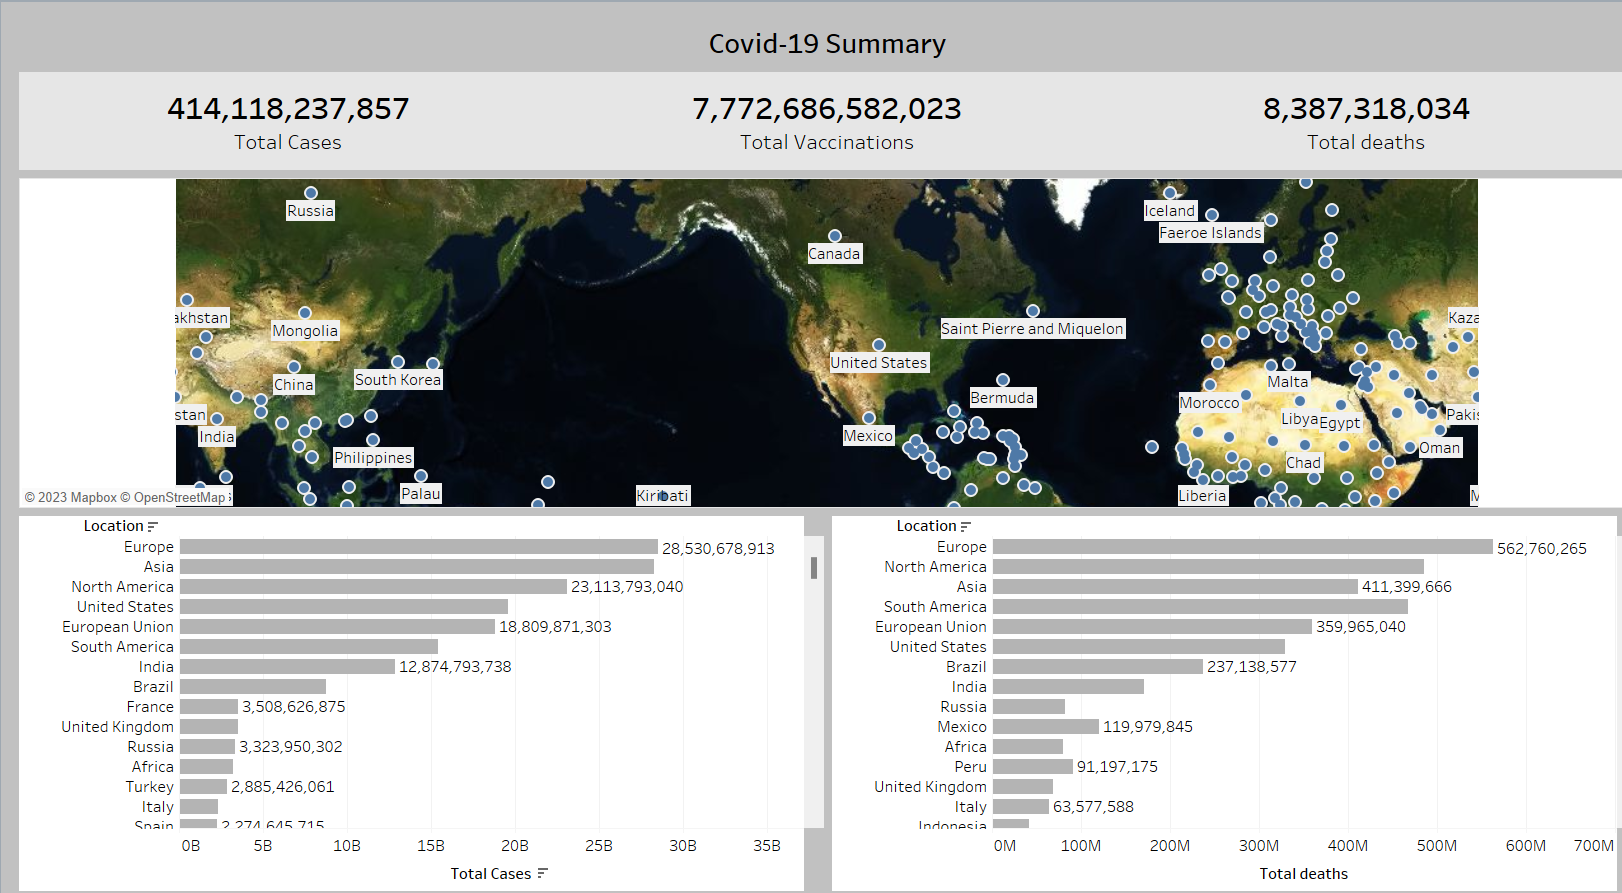 Covid-19 Summary
414,118,237,857
Total Cases
7,772,686,582,023
Total Vaccinations
8,387,318,034
Total deaths
Russia
Canada
Iceland
Faeroe Islands
akhstan
Mongolia
Saint Pierre and Miquelon
Kaza
United States
China
South Korea
Malta
Bermuda
Morocco
stan
Libya
Egypt
Pakis
India
Mexico
Philippines
Oman
Chad
Palau
Kiribati
Liberia
M
© 2023 Mapbox © OpenStreetMap
Location
Europe 28,530,678,913
Asia
North America 23,113,793,040
United States
European Union 18,809,871,303
South America
India 12,874,793,738
Brazil
France 3,508,626,875
United Kingdom
Russia 3,323,950,302
Africa
Turkey 2,885,426,061
Italy
Spain 2,274,645,715
0B 5B 10B 15B 20B 25B 30B 35B
Total Cases
Location
Europe 562,760,265
North America
Asia 411,399,666
South America
European Union 359,965,040
United States
Brazil 237,138,577
India
Russia
Mexico 119,979,845
Africa
Peru 91,197,175
United Kingdom
Italy 63,577,588
Indonesia
0M 100M 200M 300M 400M 500M 600M 700M
Total deaths